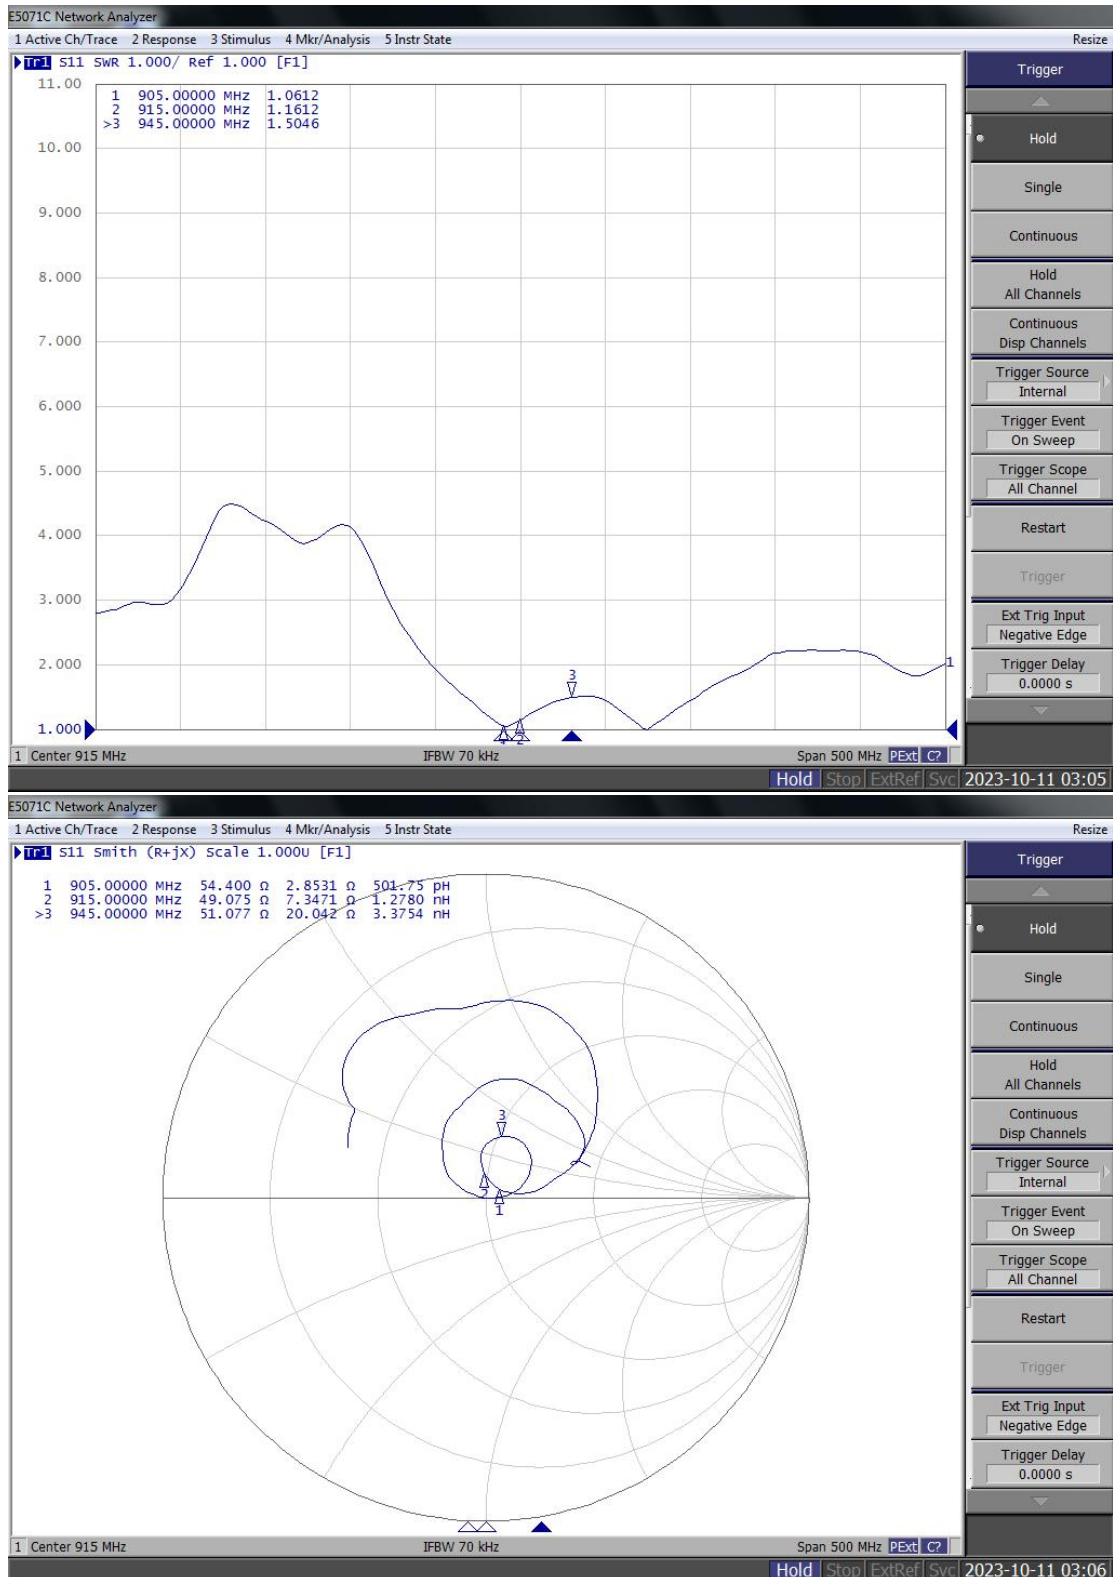 E5071C Network Analyzer
1 Active Ch/Trace 2 Response 3 Stimulus 4 Mkr/Analysis 5 Instr State Resize
Tr1 S11 SWR 1.000/ Ref 1.000 [F1]
11.00
1 905.00000 MHz 1.0612
2 915.00000 MHz 1.1612
>3 945.00000 MHz 1.5046
10.00
9.000
8.000
7.000
6.000
5.000
4.000
3.000
2.000
1.000
3
1
2
1
Trigger
Hold
Single
Continuous
Hold
All Channels
Continuous
Disp Channels
Trigger Source
Internal
Trigger Event
On Sweep
Trigger Scope
All Channel
Restart
Trigger
Ext Trig Input
Negative Edge
Trigger Delay
0.0000 s
1 Center 915 MHz IFBW 70 kHz Span 500 MHz PExt C?
Hold Stop ExtRef Svc 2023-10-11 03:05
E5071C Network Analyzer
1 Active Ch/Trace 2 Response 3 Stimulus 4 Mkr/Analysis 5 Instr State Resize
Tr1 S11 Smith (R+jX) Scale 1.000U [F1]
1 905.00000 MHz 54.400 Ω 2.8531 Ω 501.75 pH
2 915.00000 MHz 49.075 Ω 7.3471 Ω 1.2780 nH
>3 945.00000 MHz 51.077 Ω 20.042 Ω 3.3754 nH
3
2
1
Trigger
Hold
Single
Continuous
Hold
All Channels
Continuous
Disp Channels
Trigger Source
Internal
Trigger Event
On Sweep
Trigger Scope
All Channel
Restart
Trigger
Ext Trig Input
Negative Edge
Trigger Delay
0.0000 s
1 Center 915 MHz IFBW 70 kHz Span 500 MHz PExt C?
Hold Stop ExtRef Svc 2023-10-11 03:06